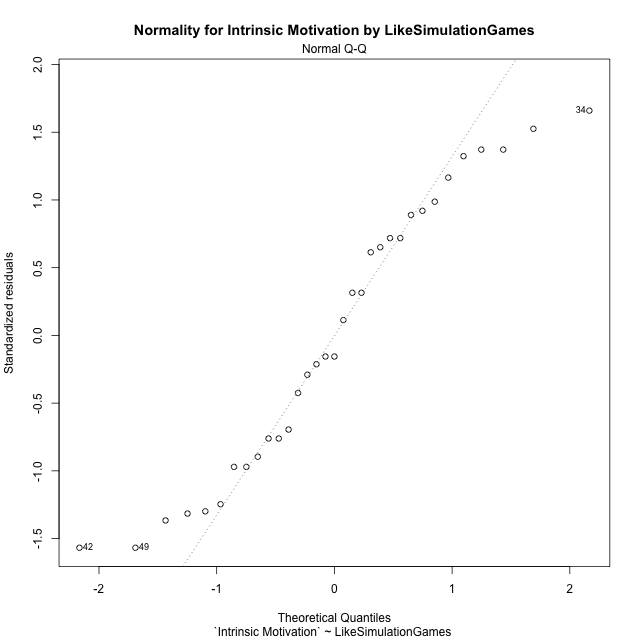 Normality for Intrinsic Motivation by LikeSimulationGames
Normal Q-Q
2.0
1.5
1.0
0.5
0.0
-0.5
-1.0
-1.5
Standardized residuals
34
42
49
-2 -1 0 1 2
Theoretical Quantiles
`Intrinsic Motivation` ~ LikeSimulationGames